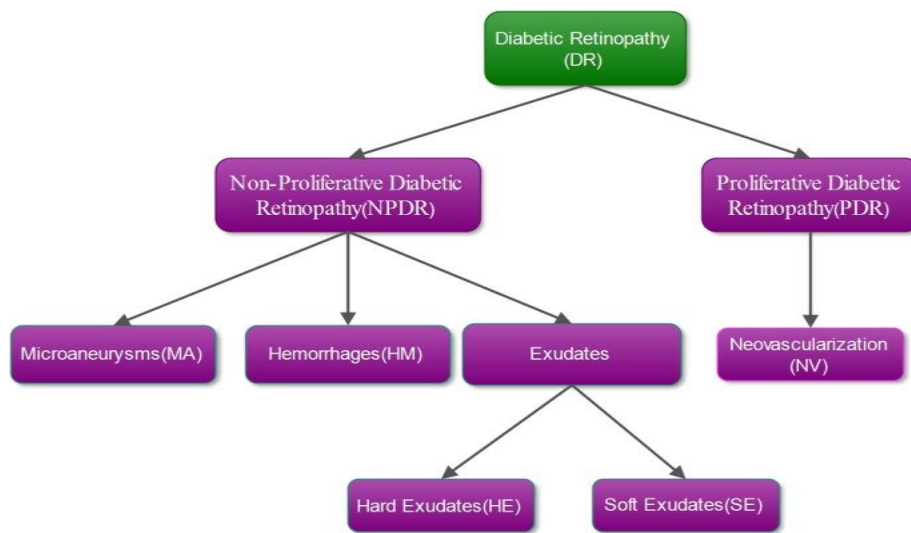 Diabetic Retinopathy
(DR)
Non-Proliferative Diabetic
Retinopathy(NPDR)
Proliferative Diabetic
Retinopathy(PDR)
Microaneurysms(MA)
Hemorrhages(HM)
Exudates
Neovascularization
(NV)
Hard Exudates(HE)
Soft Exudates(SE)